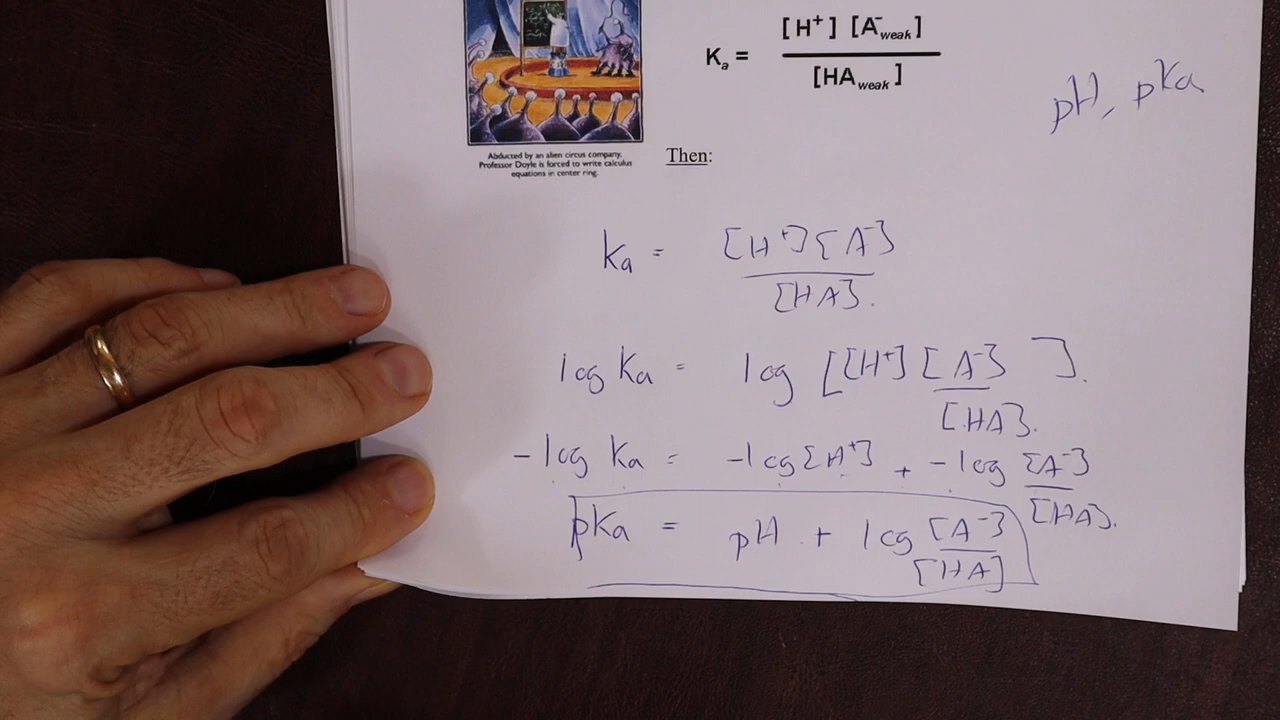 Abducted by an alien circus company,
Professor Doyle is forced to write calculus
equations in center ring.
Kₐ = [H⁺] [A⁻weak] / [HAweak]
pH, pKa
Then:
Ka = [H⁺][A⁻] / [HA].
log Ka = log [[H⁺] [A⁻] / [HA]. ].
-log Ka = -log[H⁺] + -log [A⁻] / [HA].
pKa = pH + log [A⁻] / [HA]